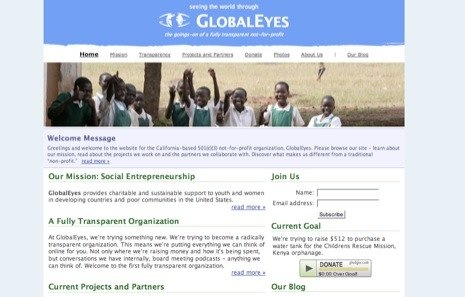 seeing the world through
GLOBALEYES
the goings-on of a fully transparent not-for-profit
Home Mission Transparency Projects and Partners Donate Photos About Us | Our Blog
Welcome Message
Greetings and welcome to the website for the California-based 501(c)(3) not-for-profit organization, GlobalEyes. Please browse our site - learn about
our mission, read about the projects we work on and the partners we collaborate with. Discover what makes us different from a traditional
"non-profit." read more »
Our Mission: Social Entrepreneurship
GlobalEyes provides charitable and sustainable support to youth and women
in developing countries and poor communities in the United States.
read more »
A Fully Transparent Organization
At GlobalEyes, we're trying something new. We're trying to become a radically
transparent organization. This means we're putting everything we can think of
online for you. Not only where we're raising money and how it's being spent,
but conversations we have internally, board meeting podcasts - anything we
can think of. Welcome to the first fully transparent organization.
read more »
Current Projects and Partners
Join Us
Name:
Email address:
Subscribe
Current Goal
We're trying to raise $512 to purchase a
water tank for the Childrens Rescue Mission,
Kenya orphanage.
DONATE
$0.00 Over Goal!
Our Blog